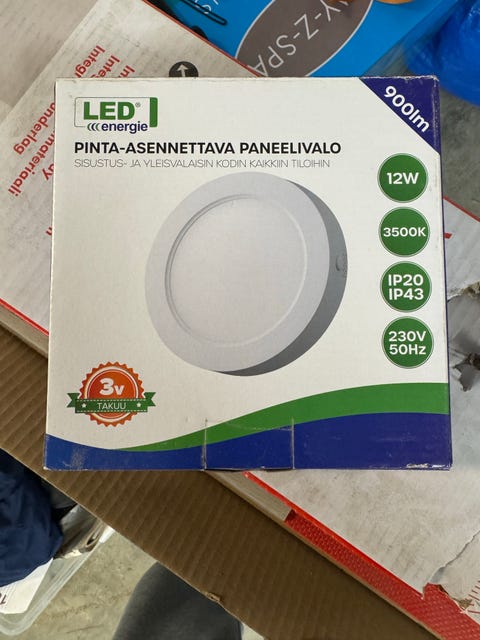 Y-Z-SPA
LED®
energie
900lm
PINTA-ASENNETTAVA PANEELIVALO
SISUSTUS- JA YLEISVALAISIN KODIN KAIKKIIN TILOIHIN
12W
3500K
IP20
IP43
230V
50Hz
3v
TAKUU